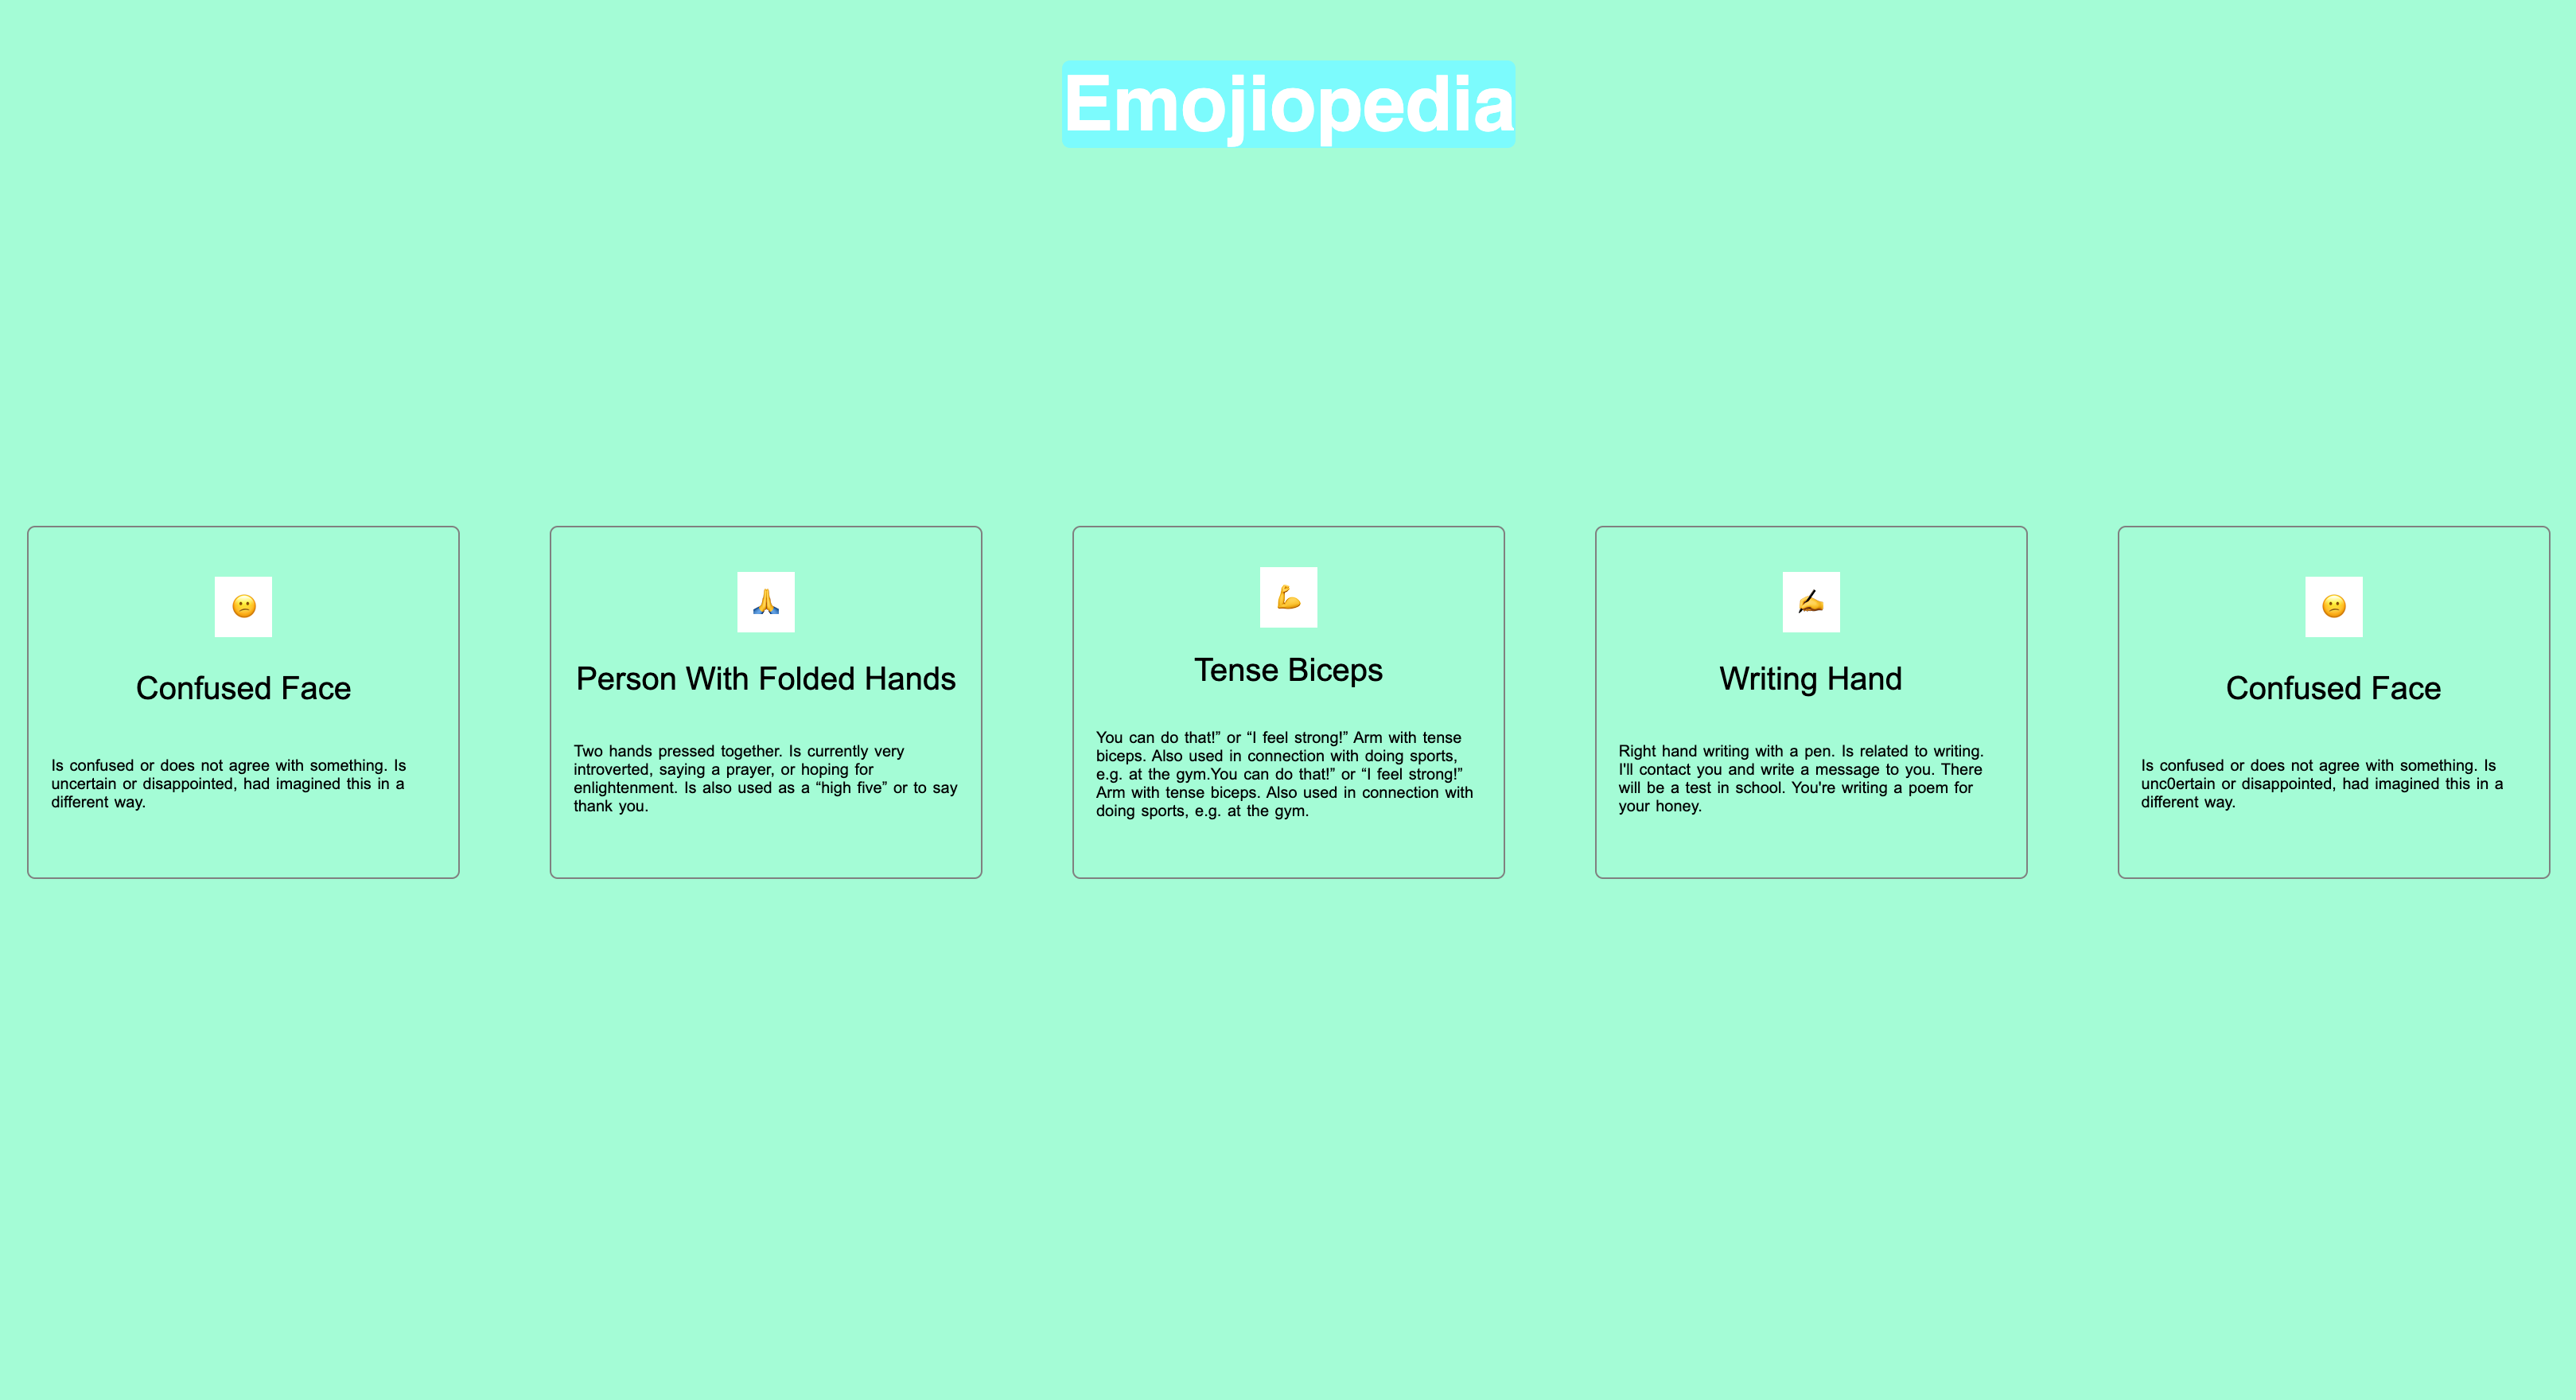 Emojiopedia
😕
Confused Face
Is confused or does not agree with something. Is
uncertain or disappointed, had imagined this in a
different way.
🙏
Person With Folded Hands
Two hands pressed together. Is currently very
introverted, saying a prayer, or hoping for
enlightenment. Is also used as a “high five” or to say
thank you.
💪
Tense Biceps
You can do that!” or “I feel strong!” Arm with tense
biceps. Also used in connection with doing sports,
e.g. at the gym.You can do that!” or “I feel strong!”
Arm with tense biceps. Also used in connection with
doing sports, e.g. at the gym.
✍️
Writing Hand
Right hand writing with a pen. Is related to writing.
I'll contact you and write a message to you. There
will be a test in school. You're writing a poem for
your honey.
😕
Confused Face
Is confused or does not agree with something. Is
unc0ertain or disappointed, had imagined this in a
different way.